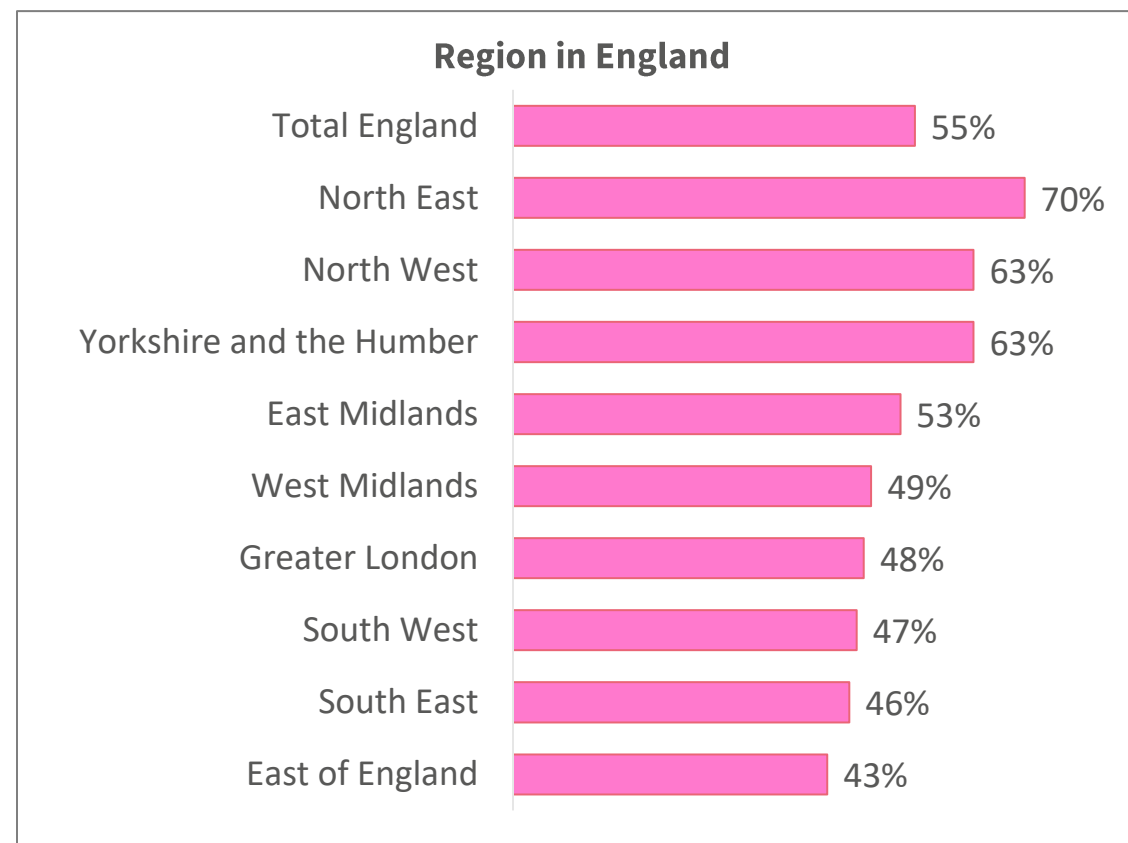 Region in England
Total England 55%
North East 70%
North West 63%
Yorkshire and the Humber 63%
East Midlands 53%
West Midlands 49%
Greater London 48%
South West 47%
South East 46%
East of England 43%